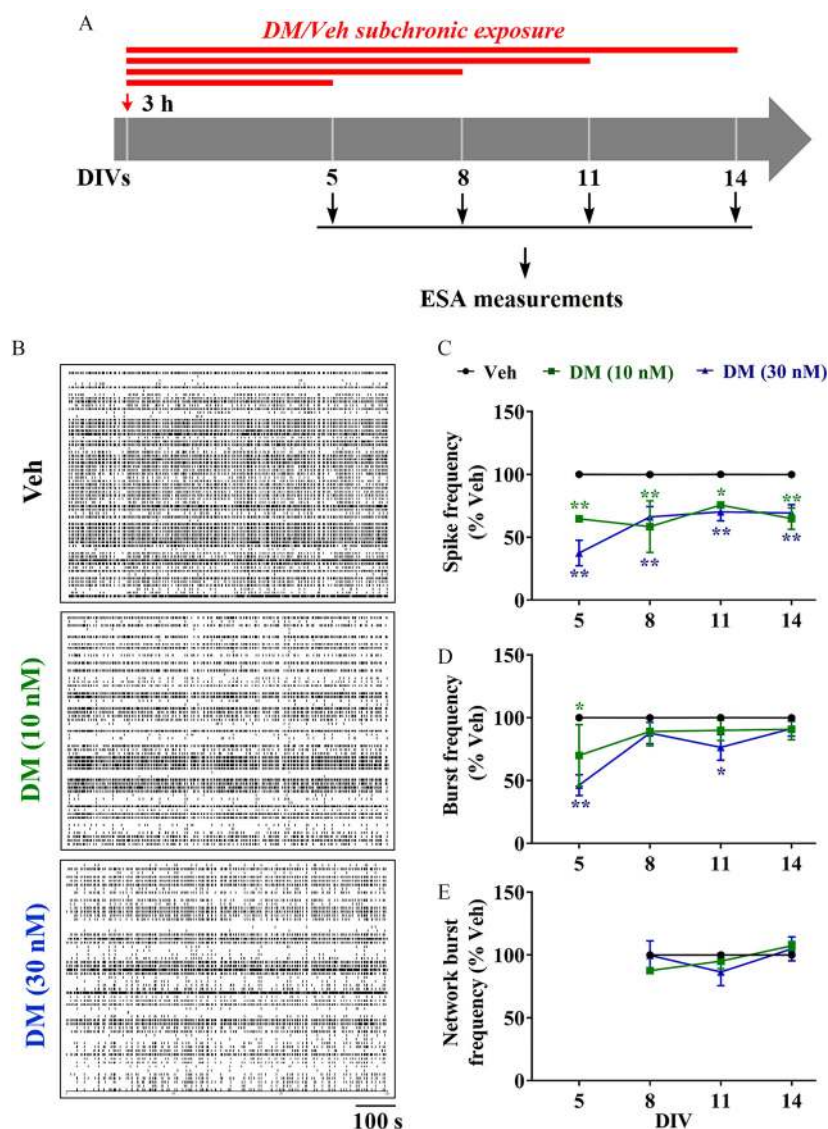 A
DM/Veh subchronic exposure
3 h
DIVs
5
8
11
14
ESA measurements
B
Veh
DM (10 nM)
DM (30 nM)
100 s
C
Veh
DM (10 nM)
DM (30 nM)
Spike frequency
(% Veh)
150
100
50
0
**
**
*
**
**
**
**
**
5
8
11
14
D
Burst frequency
(% Veh)
150
100
50
0
*
**
*
5
8
11
14
E
Network burst
frequency (% Veh)
150
100
50
0
5
8
11
14
DIV